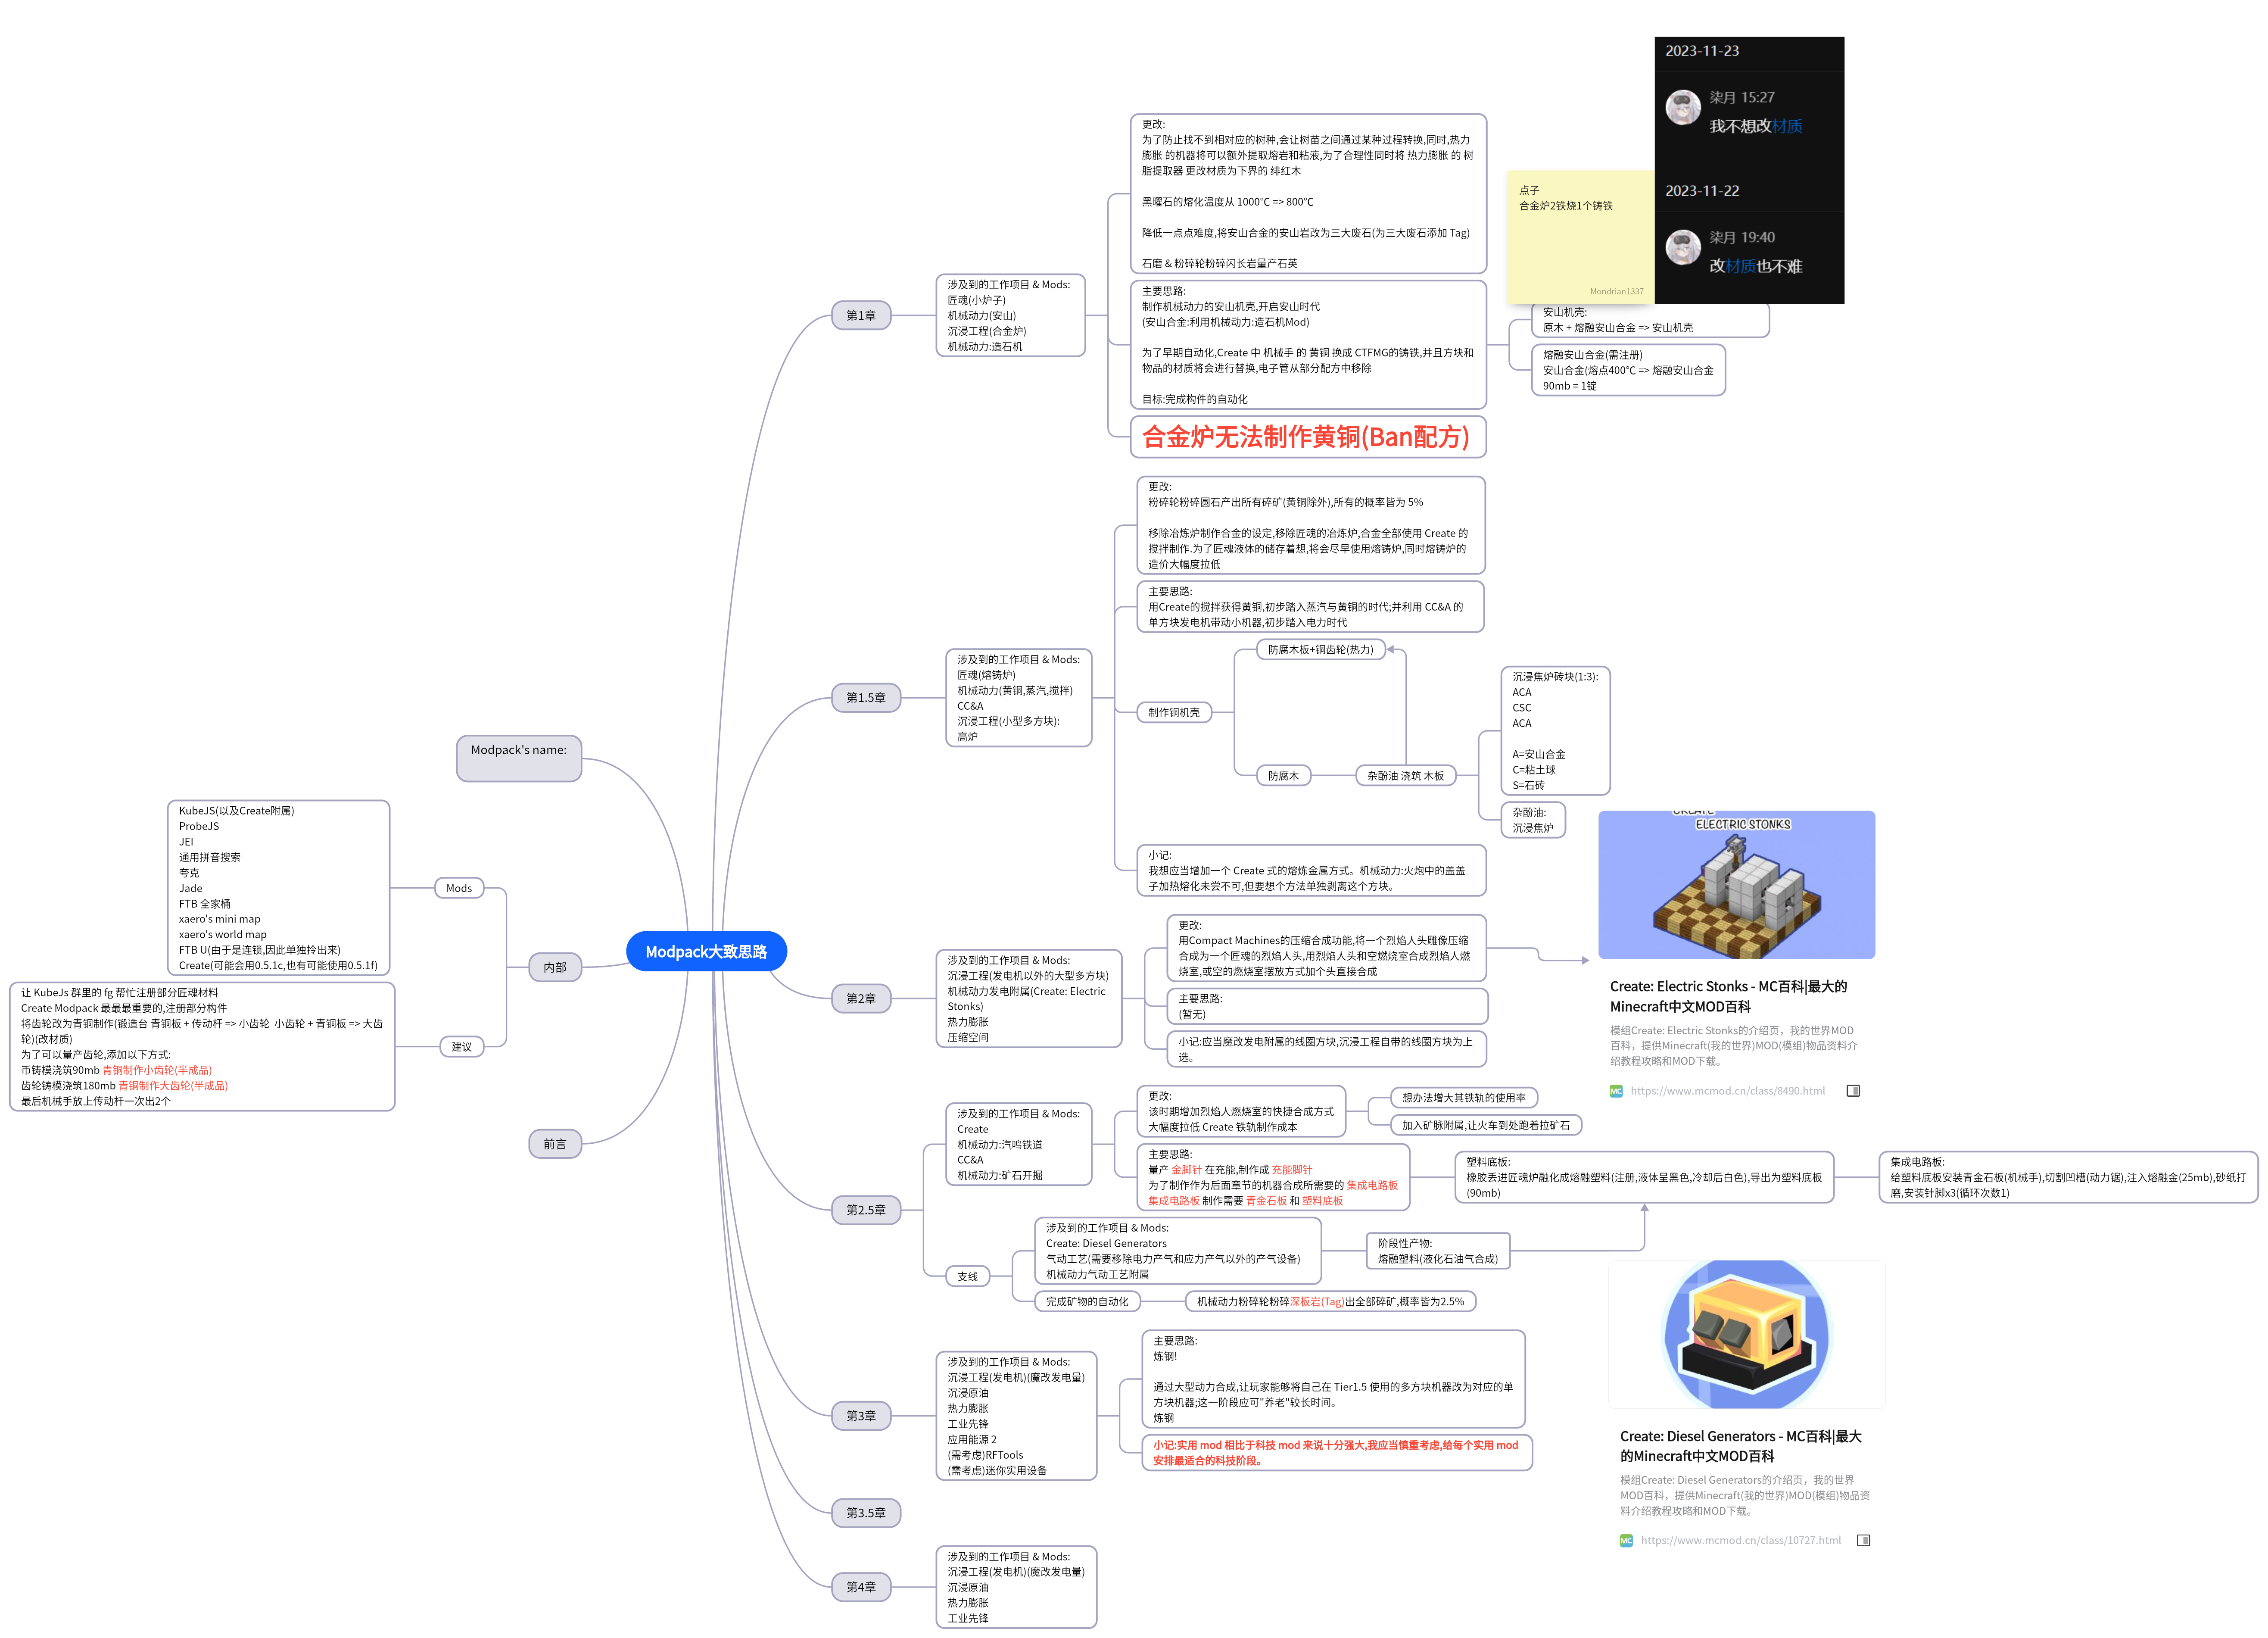 Modpack大致思路
Modpack's name:
内部
Mods
KubeJS(以及Create附属)
ProbeJS
JEI
通用拼音搜索
夸克
Jade
FTB 全家桶
xaero's mini map
xaero's world map
FTB U(由于是连锁,因此单独拎出来)
Create(可能会用0.5.1c,也有可能使用0.5.1f)
建议
让 KubeJs 群里的 fg 帮忙注册部分匠魂材料
Create Modpack 最最最重要的,注册部分构件
将齿轮改为青铜制作(锻造台 青铜板 + 传动杆 => 小齿轮 小齿轮 + 青铜板 => 大齿
轮)(改材质)
为了可以量产齿轮,添加以下方式:
币铸模浇筑90mb 青铜制作小齿轮(半成品)
齿轮铸模浇筑180mb 青铜制作大齿轮(半成品)
最后机械手放上传动杆一次出2个
前言
第1章
涉及到的工作项目 & Mods:
匠魂(小炉子)
机械动力(安山)
沉浸工程(合金炉)
机械动力:造石机
更改:
为了防止找不到相对应的树种,会让树苗之间通过某种过程转换,同时,热力
膨胀 的机器将可以额外提取熔岩和粘液,为了合理性同时将 热力膨胀 的 树
脂提取器 更改材质为下界的 绯红木
黑曜石的熔化温度从 1000℃ => 800℃
降低一点点难度,将安山合金的安山岩改为三大废石(为三大废石添加 Tag)
石磨 & 粉碎轮粉碎闪长岩量产石英
主要思路:
制作机械动力的安山机壳,开启安山时代
(安山合金:利用机械动力:造石机Mod)
为了早期自动化,Create 中 机械手 的 黄铜 换成 CTFMG的铸铁,并且方块和
物品的材质将会进行替换,电子管从部分配方中移除
目标:完成构件的自动化
安山机壳:
原木 + 熔融安山合金 => 安山机壳
熔融安山合金(需注册)
安山合金(熔点400℃ => 熔融安山合金
90mb = 1锭
合金炉无法制作黄铜(Ban配方)
点子
合金炉2铁烧1个铸铁
Mondrian1337
2023-11-23
柒月 15:27
我不想改材质
2023-11-22
柒月 19:40
改材质也不难
第1.5章
涉及到的工作项目 & Mods:
匠魂(熔铸炉)
机械动力(黄铜,蒸汽,搅拌)
CC&A
沉浸工程(小型多方块):
高炉
更改:
粉碎轮粉碎圆石产出所有碎矿(黄铜除外),所有的概率皆为 5%
移除冶炼炉制作合金的设定,移除匠魂的冶炼炉,合金全部使用 Create 的
搅拌制作.为了匠魂液体的储存着想,将会尽早使用熔铸炉,同时熔铸炉的
造价大幅度拉低
主要思路:
用Create的搅拌获得黄铜,初步踏入蒸汽与黄铜的时代;并利用 CC&A 的
单方块发电机带动小机器,初步踏入电力时代
制作铜机壳
防腐木板+铜齿轮(热力)
防腐木
杂酚油 浇筑 木板
沉浸焦炉砖块(1:3):
ACA
CSC
ACA
A=安山合金
C=粘土球
S=石砖
杂酚油:
沉浸焦炉
小记:
我想应当增加一个 Create 式的熔炼金属方式。机械动力:火炮中的盖盖
子加热熔化未尝不可,但要想个方法单独剥离这个方块。
第2章
涉及到的工作项目 & Mods:
沉浸工程(发电机以外的大型多方块)
机械动力发电附属(Create: Electric
Stonks)
热力膨胀
压缩空间
更改:
用Compact Machines的压缩合成功能,将一个烈焰人头雕像压缩
合成为一个匠魂的烈焰人头,用烈焰人头和空燃烧室合成烈焰人燃
烧室,或空的燃烧室摆放方式加个头直接合成
主要思路:
(暂无)
小记:应当魔改发电附属的线圈方块,沉浸工程自带的线圈方块为上
选。
CREATE
ELECTRIC STONKS
Create: Electric Stonks - MC百科|最大的
Minecraft中文MOD百科
模组Create: Electric Stonks的介绍页，我的世界MOD
百科，提供Minecraft(我的世界)MOD(模组)物品资料介
绍教程攻略和MOD下载。
MC https://www.mcmod.cn/class/8490.html
第2.5章
涉及到的工作项目 & Mods:
Create
机械动力:汽鸣铁道
CC&A
机械动力:矿石开掘
更改:
该时期增加烈焰人燃烧室的快捷合成方式
大幅度拉低 Create 铁轨制作成本
想办法增大其铁轨的使用率
加入矿脉附属,让火车到处跑着拉矿石
主要思路:
量产 金脚针 在充能,制作成 充能脚针
为了制作作为后面章节的机器合成所需要的 集成电路板
集成电路板 制作需要 青金石板 和 塑料底板
塑料底板:
橡胶丢进匠魂炉融化成熔融塑料(注册,液体呈黑色,冷却后白色),导出为塑料底板
(90mb)
集成电路板:
给塑料底板安装青金石板(机械手),切割凹槽(动力锯),注入熔融金(25mb),砂纸打
磨,安装针脚x3(循环次数1)
支线
涉及到的工作项目 & Mods:
Create: Diesel Generators
气动工艺(需要移除电力产气和应力产气以外的产气设备)
机械动力气动工艺附属
阶段性产物:
熔融塑料(液化石油气合成)
完成矿物的自动化
机械动力粉碎轮粉碎深板岩(Tag)出全部碎矿,概率皆为2.5%
第3章
涉及到的工作项目 & Mods:
沉浸工程(发电机)(魔改发电量)
沉浸原油
热力膨胀
工业先锋
应用能源 2
(需考虑)RFTools
(需考虑)迷你实用设备
主要思路:
炼钢!
通过大型动力合成,让玩家能够将自己在 Tier1.5 使用的多方块机器改为对应的单
方块机器;这一阶段应可"养老"较长时间。
炼钢
小记:实用 mod 相比于科技 mod 来说十分强大,我应当慎重考虑,给每个实用 mod
安排最适合的科技阶段。
Create: Diesel Generators - MC百科|最大
的Minecraft中文MOD百科
模组Create: Diesel Generators的介绍页，我的世界
MOD百科，提供Minecraft(我的世界)MOD(模组)物品资
料介绍教程攻略和MOD下载。
MC https://www.mcmod.cn/class/10727.html
第3.5章
第4章
涉及到的工作项目 & Mods:
沉浸工程(发电机)(魔改发电量)
沉浸原油
热力膨胀
工业先锋